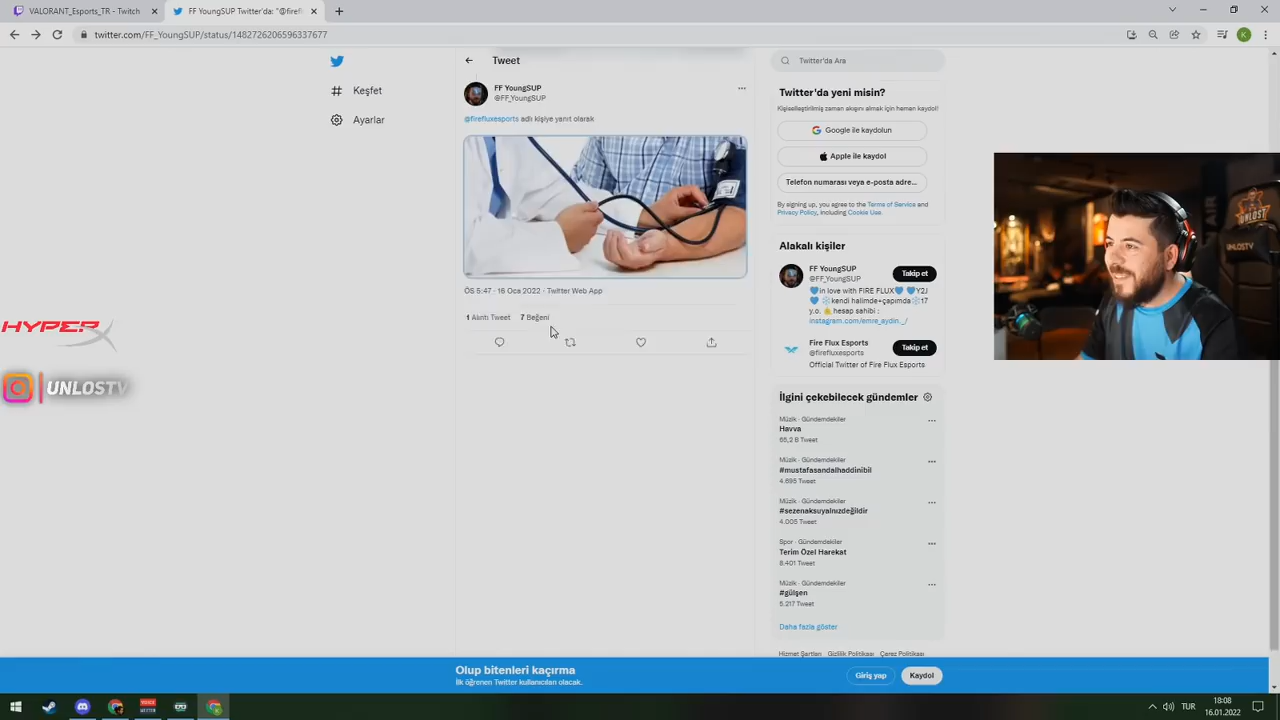 VALORANT_Esports_TR - Twitch
FF YoungSUP Twitter'da: "@firefl
twitter.com/FF_YoungSUP/status/1482726206596337677
Keşfet
Ayarlar
Tweet
FF YoungSUP
@FF_YoungSUP
@firefluxesports adlı kişiye yanıt olarak
ÖS 5:47 · 16 Oca 2022 · Twitter Web App
1 Alıntı Tweet 7 Beğeni
Twitter'da Ara
Twitter'da yeni misin?
Kişiselleştirilmiş zaman akışını almak için hemen kaydol!
Google ile kaydolun
Apple ile kaydol
Telefon numarası veya e-posta adre...
By signing up, you agree to the Terms of Service and
Privacy Policy, including Cookie Use.
Alakalı kişiler
FF YoungSUP
@FF_YoungSUP
Takip et
in love with FIRE FLUX Y2J
kendi halimde+çapımda 17
y.o. hesap sahibi :
instagram.com/emre_aydin._/
Fire Flux Esports
@firefluxesports
Takip et
Official Twitter of Fire Flux Esports
İlgini çekebilecek gündemler
Müzik · Gündemdekiler
Havva
65,2 B Tweet
Müzik · Gündemdekiler
#mustafasandalhaddinibil
4.695 Tweet
Müzik · Gündemdekiler
#sezenaksuyalnızdeğildir
4.005 Tweet
Spor · Gündemdekiler
Terim Özel Harekat
8.401 Tweet
Müzik · Gündemdekiler
#gülşen
5.217 Tweet
Daha fazla göster
Hizmet Şartları Gizlilik Politikası Çerez Politikası
HYPER
UNLOSTV
UNLOST
UNLOSTV
Olup bitenleri kaçırma
İlk öğrenen Twitter kullanıcıları olacak.
Giriş yap
Kaydol
TUR
18:08
16.01.2022